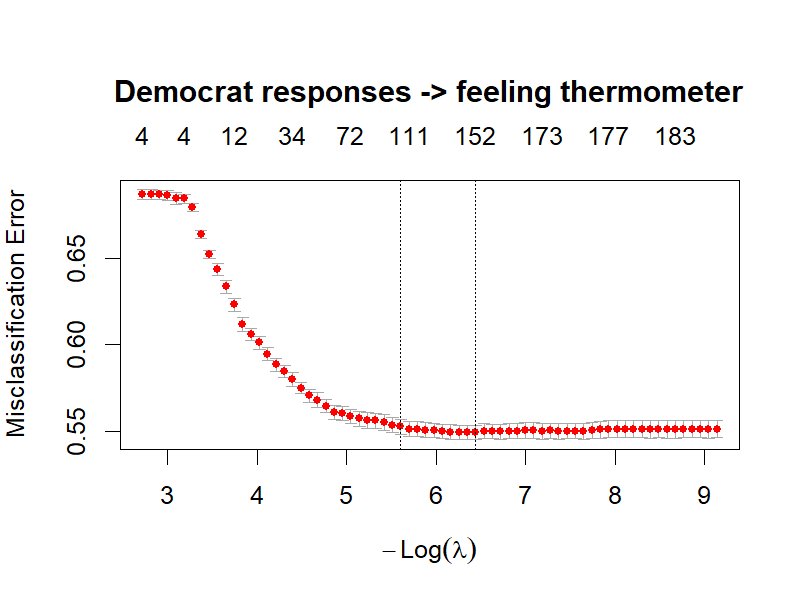 Democrat responses -> feeling thermometer
4 4 12 34 72 111 152 173 177 183
Misclassification Error
0.65
0.60
0.55
3 4 5 6 7 8 9
−Log(λ)